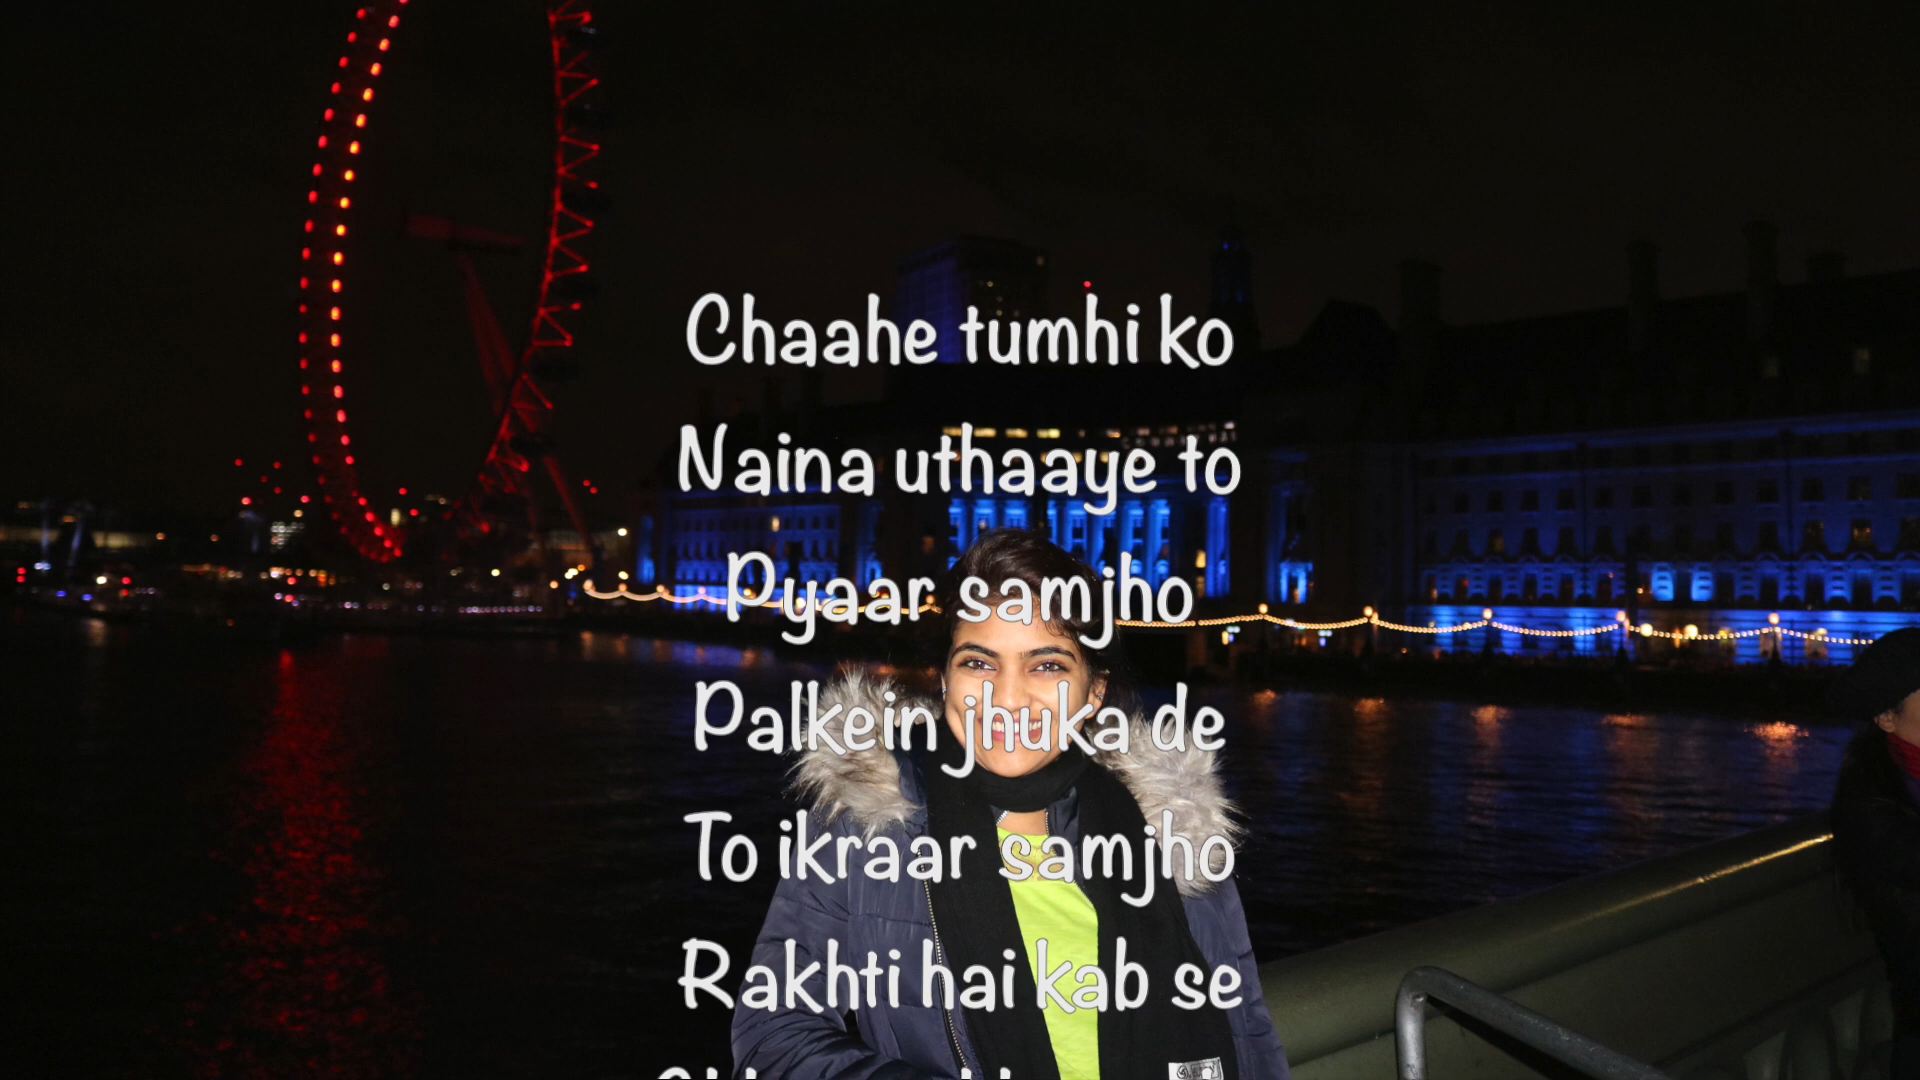 Chaahe tumhi ko
Naina uthaaye to
Pyaar samjho
Palkein jhuka de
To ikraar samjho
Rakhti hai kab se